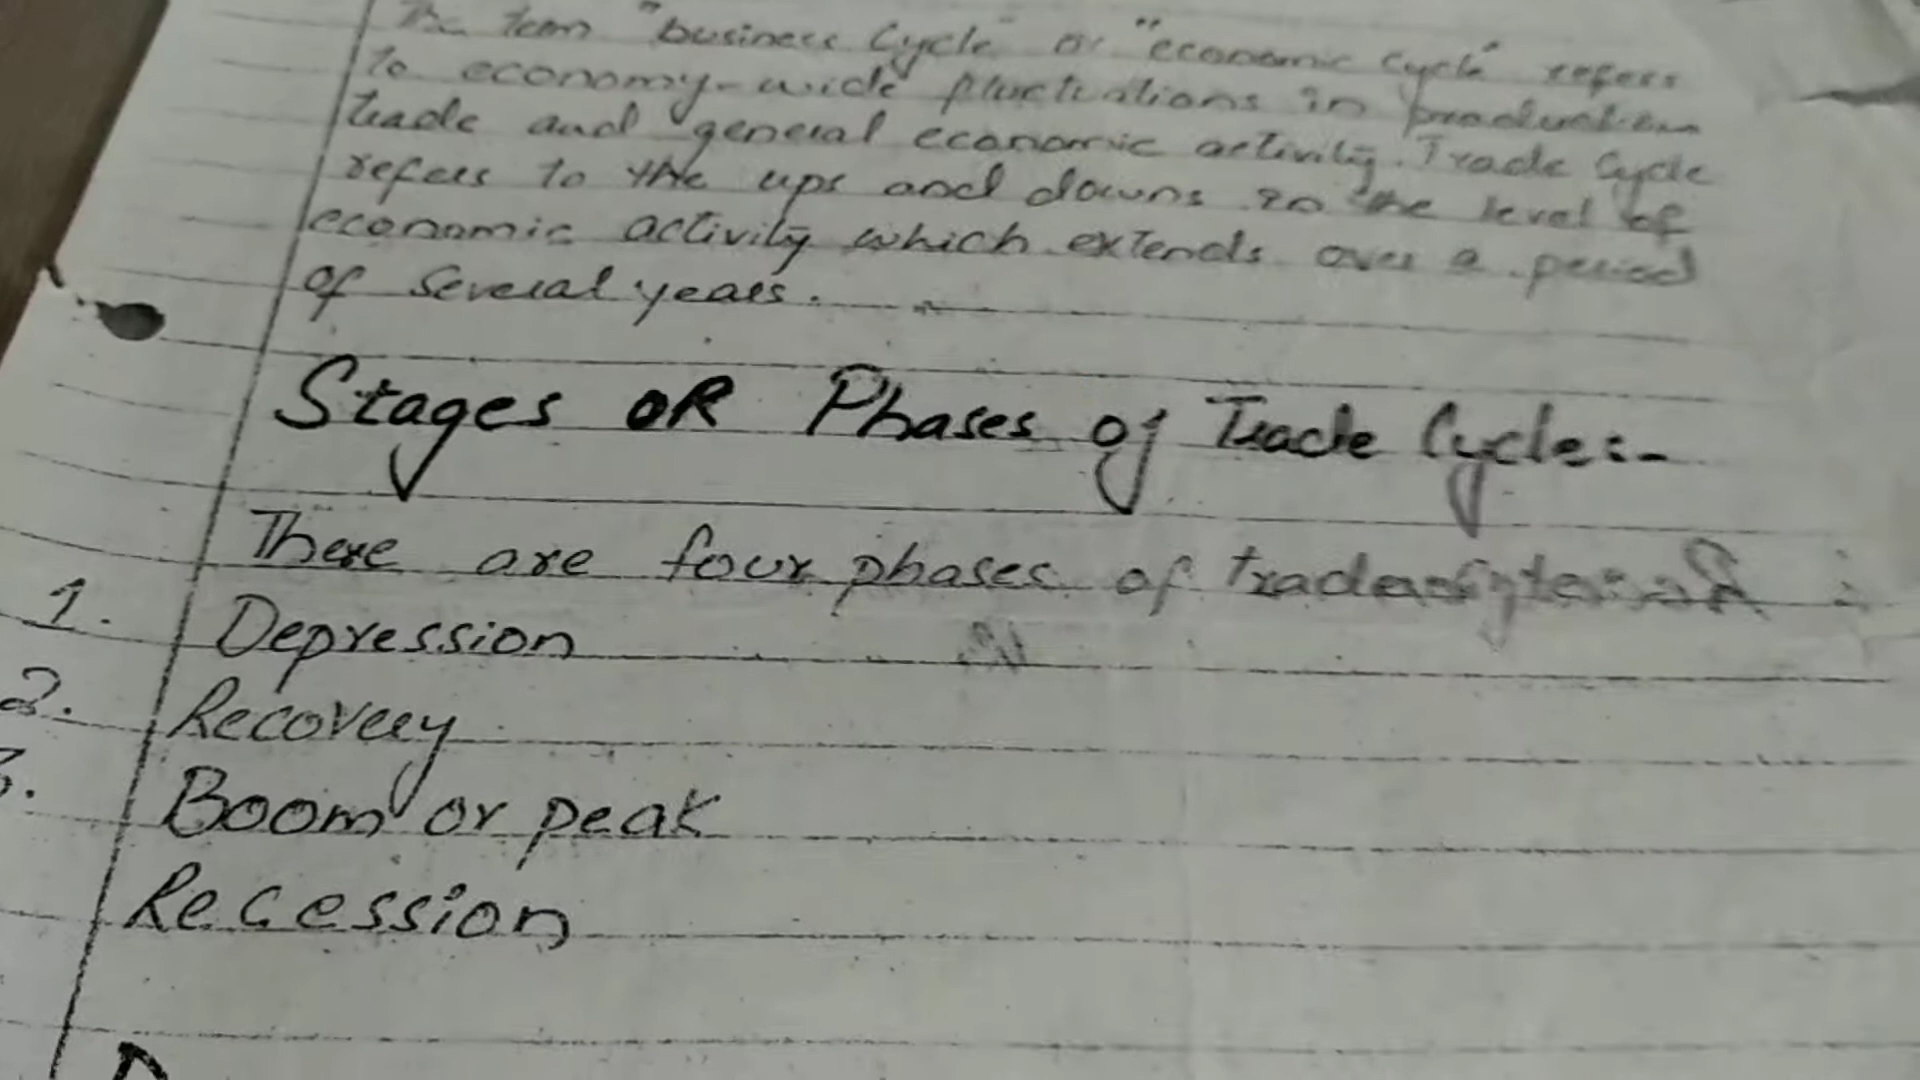 The term "business Cycle" or "economic cycle" refers
to economy-wide fluctuations in production
trade and general economic activity. Trade Cycle
refers to the ups and downs in the level of
economic activity which extends over a period
of several years.
Stages OR Phases of Trade Cycle:-
There are four phases of trade
1. Depression
2. Recovery
3. Boom or peak
Recession